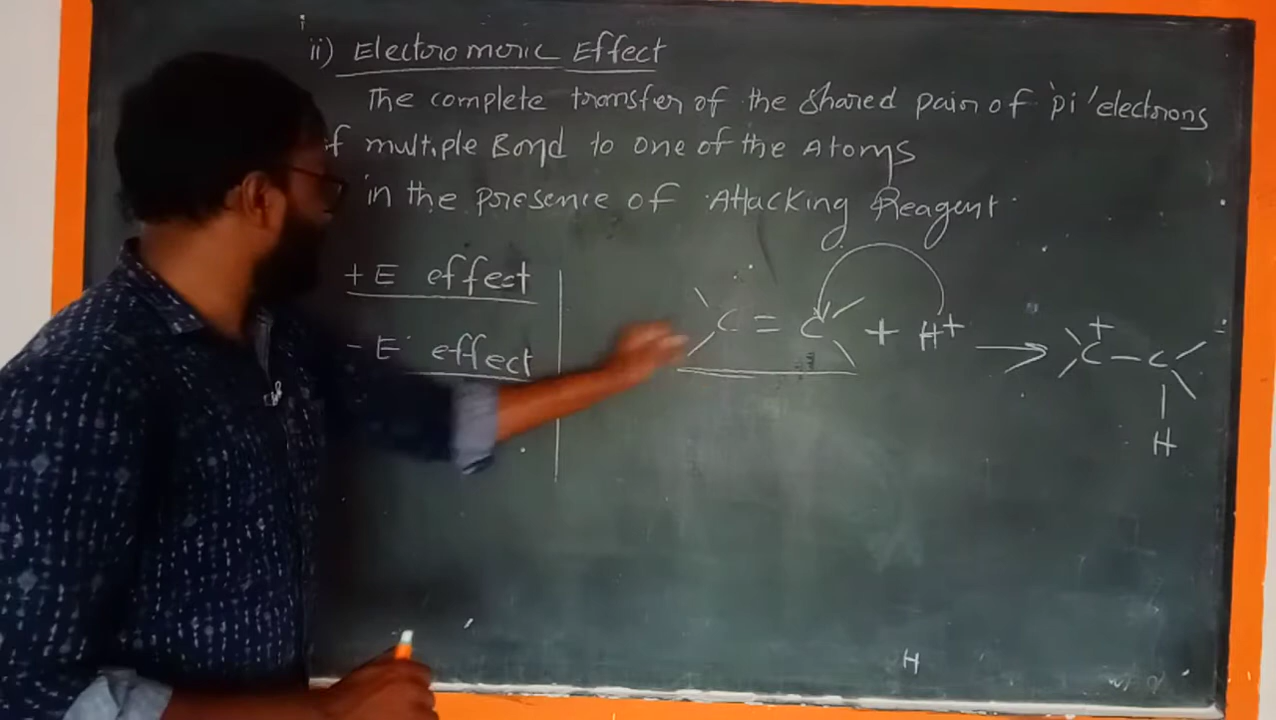 ii) Electromeric Effect
The complete transfer of the shared pair of 'pi' electrons
of multiple Bond to one of the Atoms
in the presence of Attacking Reagent.
+E effect
-E effect
C = C + H+ → C+ – C
H
H